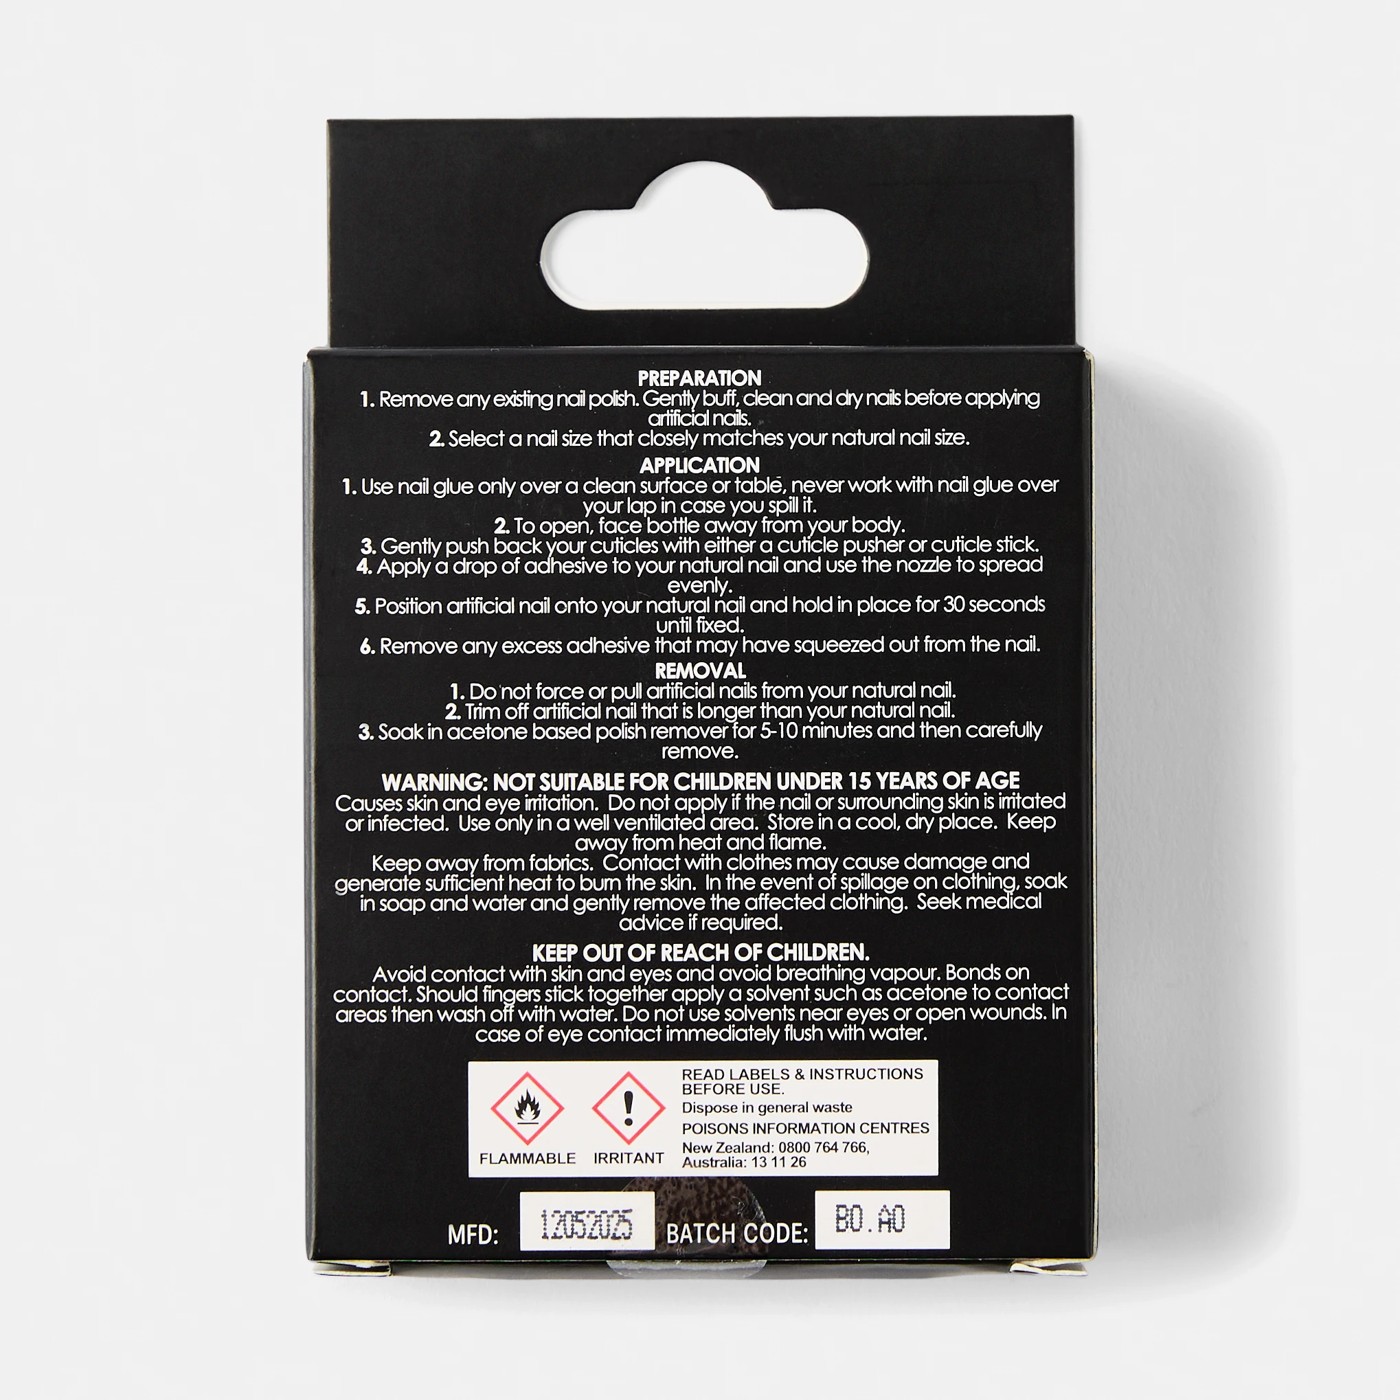 PREPARATION
1. Remove any existing nail polish. Gently buff, clean and dry nails before applying
artificial nails.
2. Select a nail size that closely matches your natural nail size.
APPLICATION
1. Use nail glue only over a clean surface or table, never work with nail glue over
your lap in case you spill it.
2. To open, face bottle away from your body.
3. Gently push back your cuticles with either a cuticle pusher or cuticle stick.
4. Apply a drop of adhesive to your natural nail and use the nozzle to spread
evenly.
5. Position artificial nail onto your natural nail and hold in place for 30 seconds
until fixed.
6. Remove any excess adhesive that may have squeezed out from the nail.
REMOVAL
1. Do not force or pull artificial nails from your natural nail.
2. Trim off artificial nail that is longer than your natural nail.
3. Soak in acetone based polish remover for 5-10 minutes and then carefully
remove.
WARNING: NOT SUITABLE FOR CHILDREN UNDER 15 YEARS OF AGE
Causes skin and eye irritation. Do not apply if the nail or surrounding skin is irritated
or infected. Use only in a well ventilated area. Store in a cool, dry place. Keep
away from heat and flame.
Keep away from fabrics. Contact with clothes may cause damage and
generate sufficient heat to burn the skin. In the event of spillage on clothing, soak
in soap and water and gently remove the affected clothing. Seek medical
advice if required.
KEEP OUT OF REACH OF CHILDREN.
Avoid contact with skin and eyes and avoid breathing vapour. Bonds on
contact. Should fingers stick together apply a solvent such as acetone to contact
areas then wash off with water. Do not use solvents near eyes or open wounds. In
case of eye contact immediately flush with water.
READ LABELS & INSTRUCTIONS
BEFORE USE.
Dispose in general waste
POISONS INFORMATION CENTRES
New Zealand: 0800 764 766,
Australia: 13 11 26
FLAMMABLE IRRITANT
MFD: 12052025 BATCH CODE: BO.AO